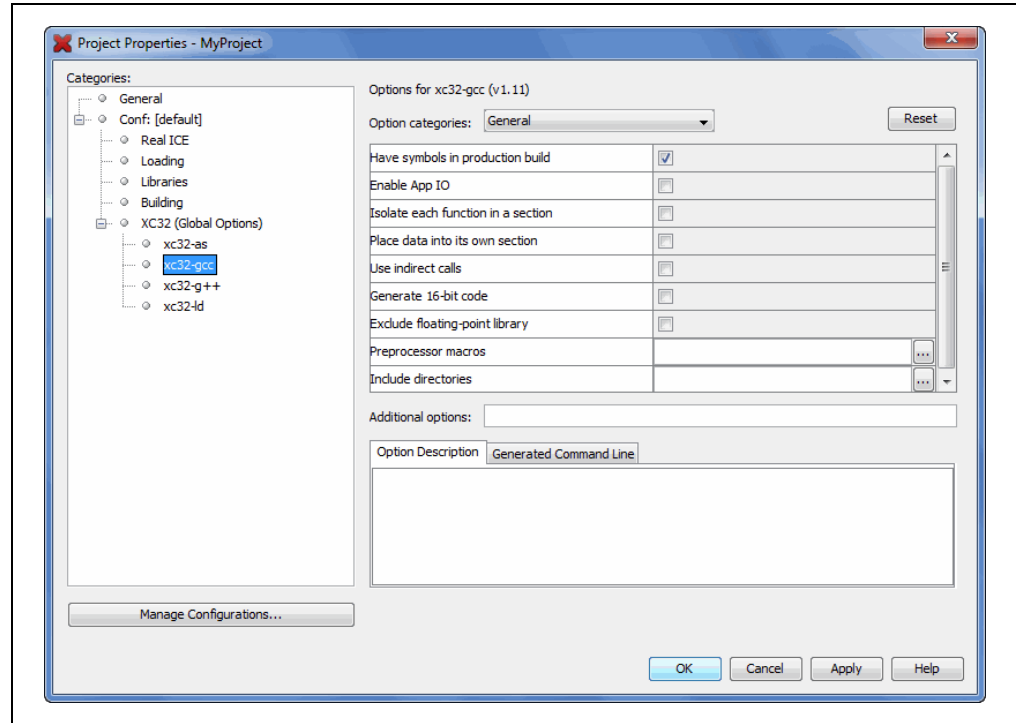 Project Properties - MyProject
Categories:
General
Conf: [default]
Real ICE
Loading
Libraries
Building
XC32 (Global Options)
xc32-as
xc32-gcc
xc32-g++
xc32-ld
Manage Configurations...
Options for xc32-gcc (v1.11)
Option categories: General Reset
Have symbols in production build
Enable App IO
Isolate each function in a section
Place data into its own section
Use indirect calls
Generate 16-bit code
Exclude floating-point library
Preprocessor macros ...
Include directories ...
Additional options:
Option Description Generated Command Line
OK Cancel Apply Help